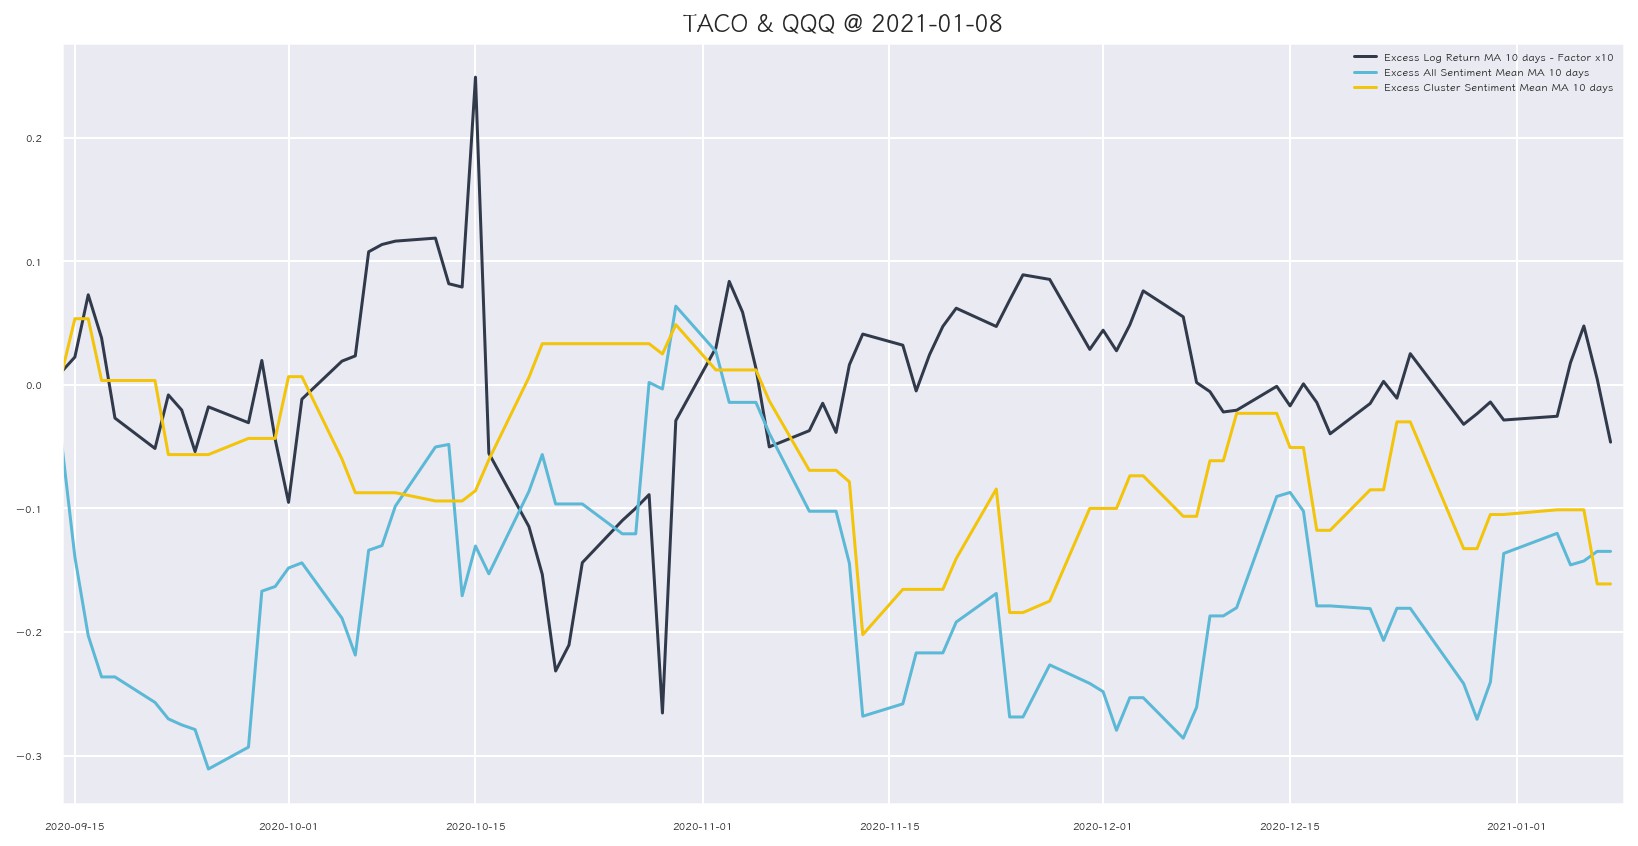 TACO & QQQ @ 2021-01-08
Excess Log Return MA 10 days - Factor x10
Excess All Sentiment Mean MA 10 days
Excess Cluster Sentiment Mean MA 10 days
0.2
0.1
0.0
−0.1
−0.2
−0.3
2020-09-15 2020-10-01 2020-10-15 2020-11-01 2020-11-15 2020-12-01 2020-12-15 2021-01-01